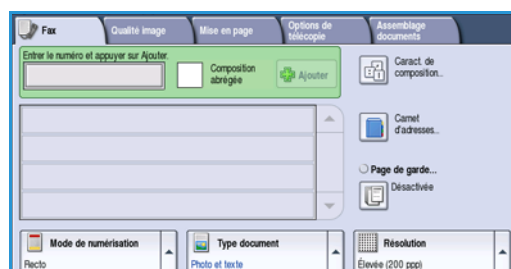 Fax
Qualité image
Mise en page
Options de
télécopie
Assemblage
documents
Entrer le numéro et appuyer sur Ajouter.
Composition
abrégée
Ajouter
Caract. de
composition...
Carnet
d'adresses...
Page de garde...
Désactivée
Mode de numérisation
Recto
Type document
Photo et texte
Résolution
Élevée (200 ppp)